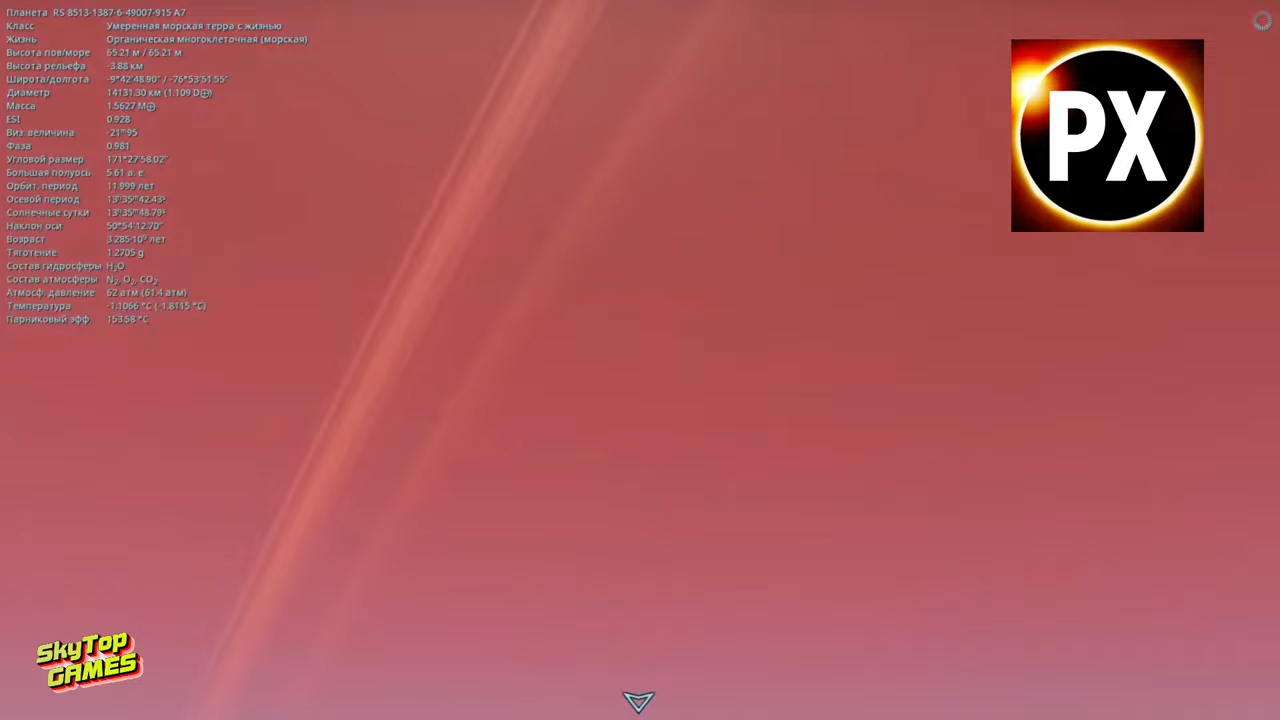 Планета RS 8513-1387-6-49007-915 A7
Класс Умеренная морская терра с жизнью
Жизнь Органическая многоклеточная (морская)
Высота пов/море 65.21 м / 65.21 м
Высота рельефа -3.88 км
Широта/долгота -9°42'48.90" / -76°53'51.55"
Диаметр 14131.30 км (1.109 D⊕)
Масса 1.5627 M⊕
ESI 0.928
Виз. величина -21ᵐ95
Фаза 0.981
Угловой размер 171°27'58.02"
Большая полуось 5.61 а. е.
Орбит. период 11.999 лет
Осевой период 13ʰ35ᵐ42.43ˢ
Солнечные сутки 13ʰ35ᵐ48.79ˢ
Наклон оси 50°54'12.70"
Возраст 3.285·10⁹ лет
Тяготение 1.2705 g
Состав гидросферы H₂O
Состав атмосферы N₂, O₂, CO₂
Атмосф. давление 62 атм (61.4 атм)
Температура -1.1066 °C (-1.8115 °C)
Парниковый эфф. 153.58 °C
PX
SkyTop
GAMES